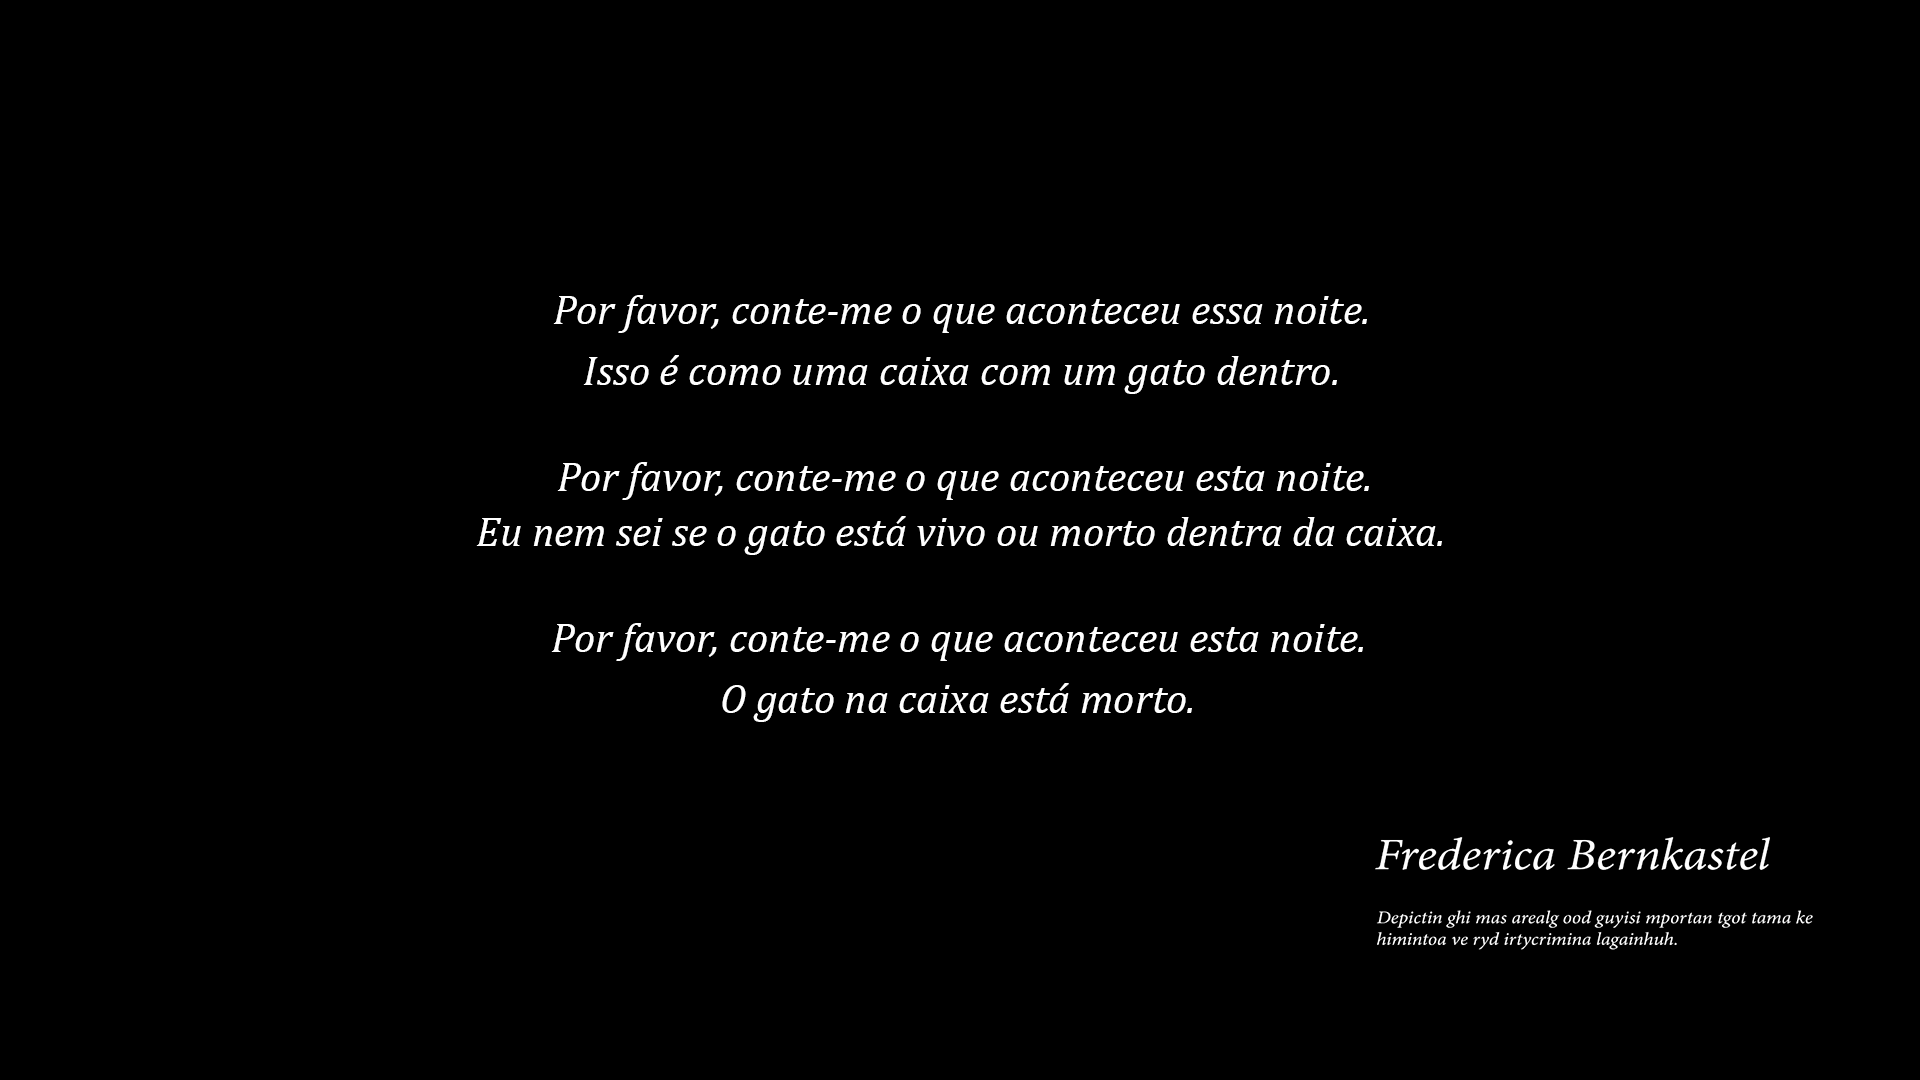 Por favor, conte-me o que aconteceu essa noite.
Isso é como uma caixa com um gato dentro.
Por favor, conte-me o que aconteceu esta noite.
Eu nem sei se o gato está vivo ou morto dentra da caixa.
Por favor, conte-me o que aconteceu esta noite.
O gato na caixa está morto.
Frederica Bernkastel
Depictin ghi mas arealg ood guyisi mportan tgot tama ke
himintoa ve ryd irtycrimina lagainhuh.